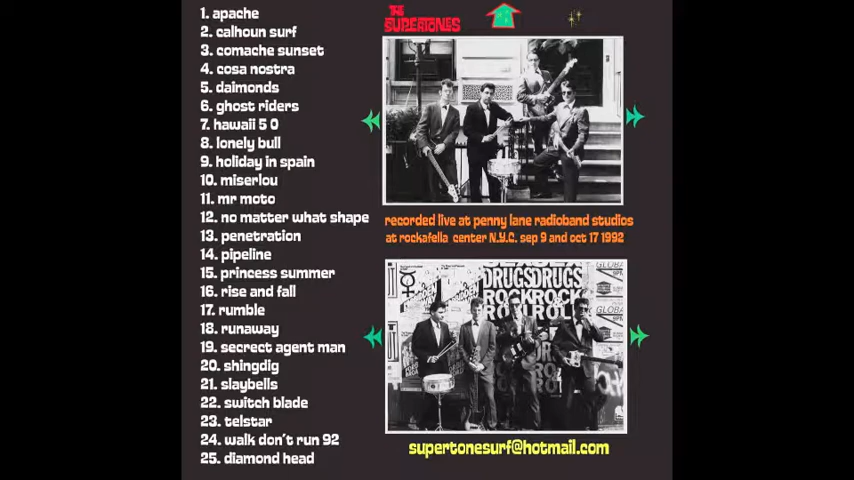 1. apache
2. calhoun surf
3. comache sunset
4. cosa nostra
5. daimonds
6. ghost riders
7. hawaii 5 0
8. lonely bull
9. holiday in spain
10. miserlou
11. mr moto
12. no matter what shape
13. penetration
14. pipeline
15. princess summer
16. rise and fall
17. rumble
18. runaway
19. secrect agent man
20. shingdig
21. slaybells
22. switch blade
23. telstar
24. walk don't run 92
25. diamond head
THE
SUPERTONES
recorded live at penny lane radioband studios
at rockafella center N.Y.C. sep 9 and oct 17 1992
DRUGSDRUGS
ROCKROCK
ROLLROLL
supertonesurf@hotmail.com